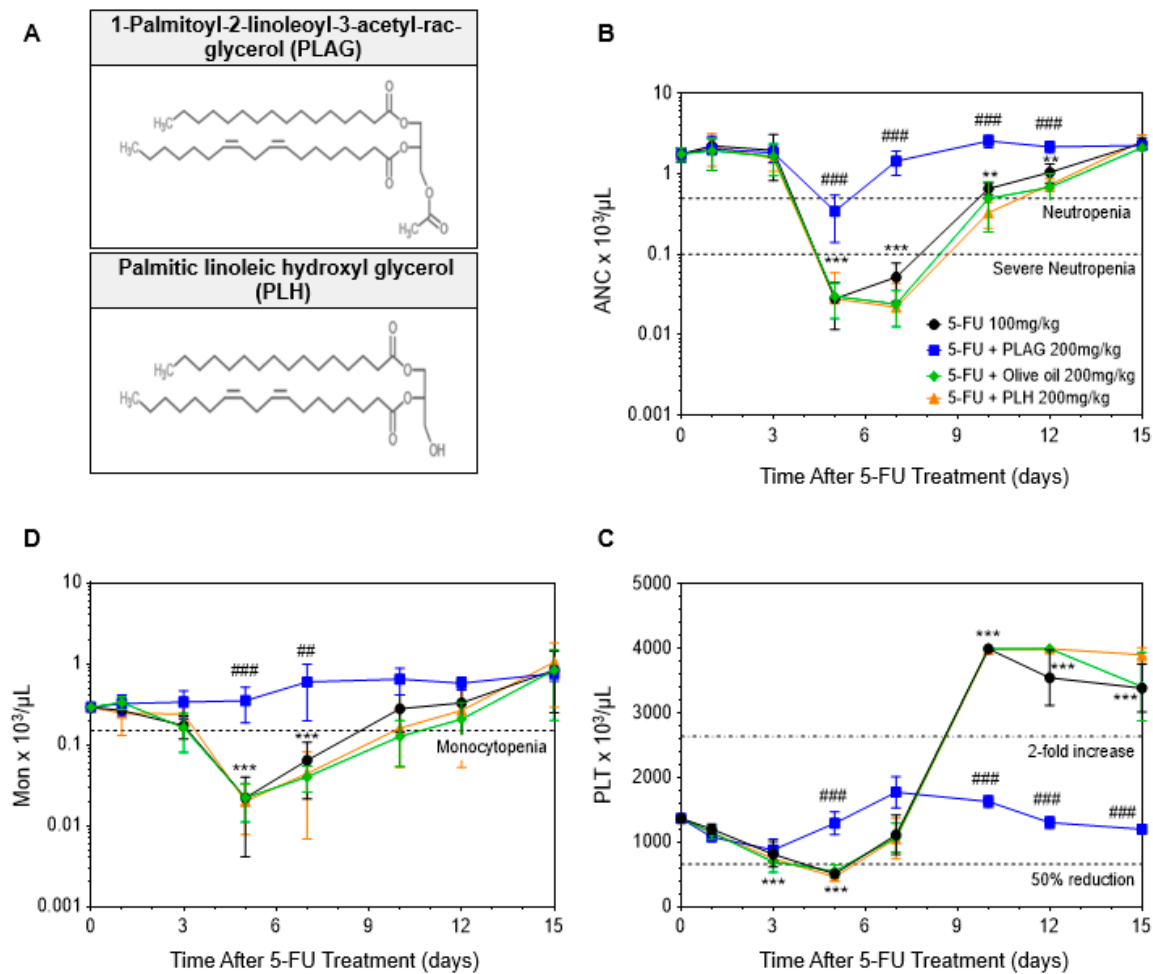 A
1-Palmitoyl-2-linoleoyl-3-acetyl-rac-
glycerol (PLAG)
O
H₃C
O
O
O
O
H₃C
O
Palmitic linoleic hydroxyl glycerol
(PLH)
O
H₃C
O
H₃C
O
O
OH
B
ANC x 10³/µL
10
1
0.1
0.01
0.001
###
###
###
###
**
**
***
***
Neutropenia
Severe Neutropenia
5-FU 100mg/kg
5-FU + PLAG 200mg/kg
5-FU + Olive oil 200mg/kg
5-FU + PLH 200mg/kg
0 3 6 9 12 15
Time After 5-FU Treatment (days)
D
Mon x 10³/µL
10
1
0.1
0.01
0.001
###
##
***
***
Monocytopenia
0 3 6 9 12 15
Time After 5-FU Treatment (days)
C
PLT x 10³/µL
5000
4000
3000
2000
1000
0
***
***
***
2-fold increase
###
###
###
###
50% reduction
***
***
0 3 6 9 12 15
Time After 5-FU Treatment (days)